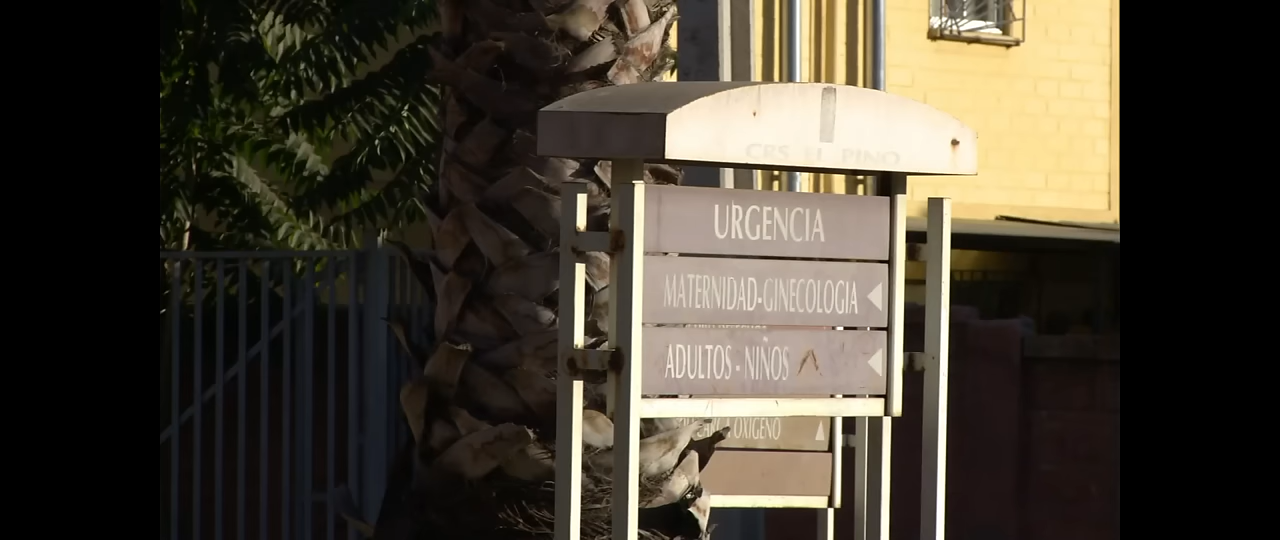 CRS EL PINO
URGENCIA
MATERNIDAD-GINECOLOGIA
ADULTOS - NIÑOS
OXIGENO